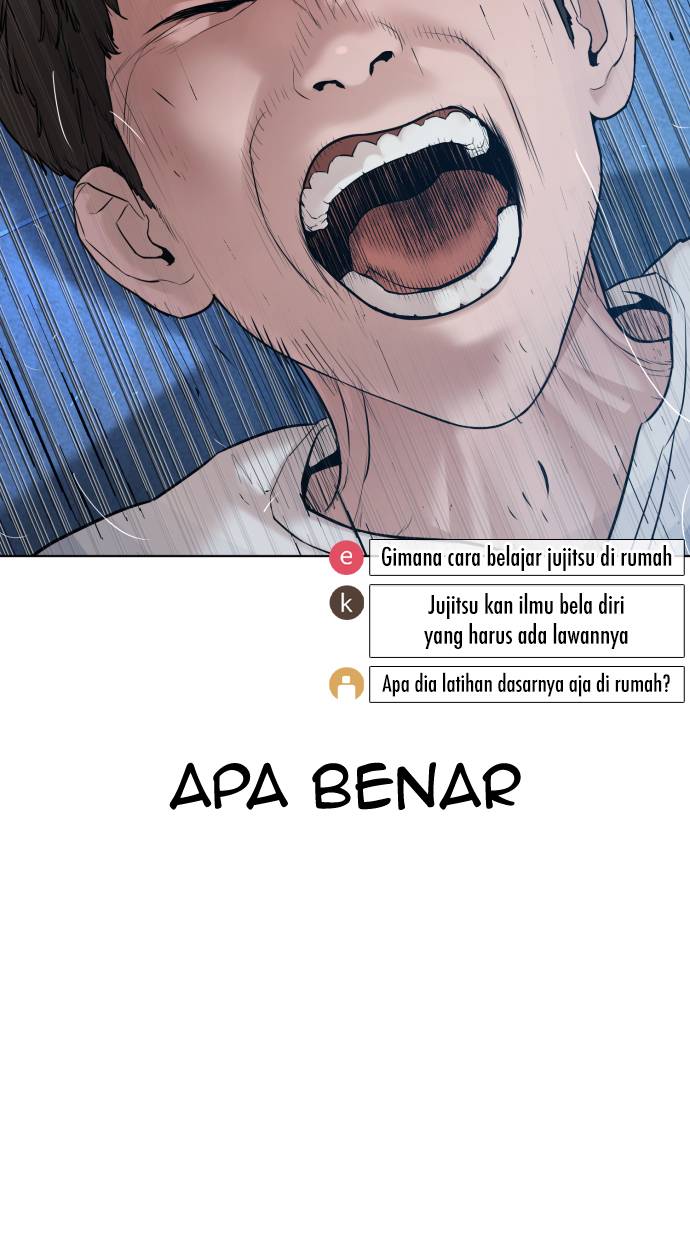 e
Gimana cara belajar jujitsu di rumah
k
Jujitsu kan ilmu bela diri
yang harus ada lawannya
Apa dia latihan dasarnya aja di rumah?
APA BENAR